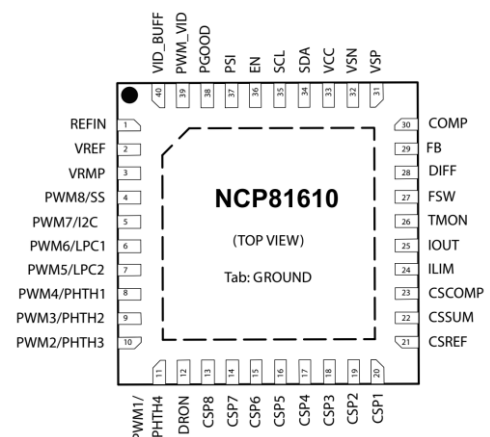 VID_BUFF
PWM_VID
PGOOD
PSI
EN
SCL
SDA
VCC
VSN
VSP
40
39
38
37
36
35
34
33
32
31
REFIN 1
VREF 2
VRMP 3
PWM8/SS 4
PWM7/I2C 5
PWM6/LPC1 6
PWM5/LPC2 7
PWM4/PHTH1 8
PWM3/PHTH2 9
PWM2/PHTH3 10
NCP81610
(TOP VIEW)
Tab: GROUND
30 COMP
29 FB
28 DIFF
27 FSW
26 TMON
25 IOUT
24 ILIM
23 CSCOMP
22 CSSUM
21 CSREF
11
12
13
14
15
16
17
18
19
20
PWM1/
PHTH4
DRON
CSP8
CSP7
CSP6
CSP5
CSP4
CSP3
CSP2
CSP1